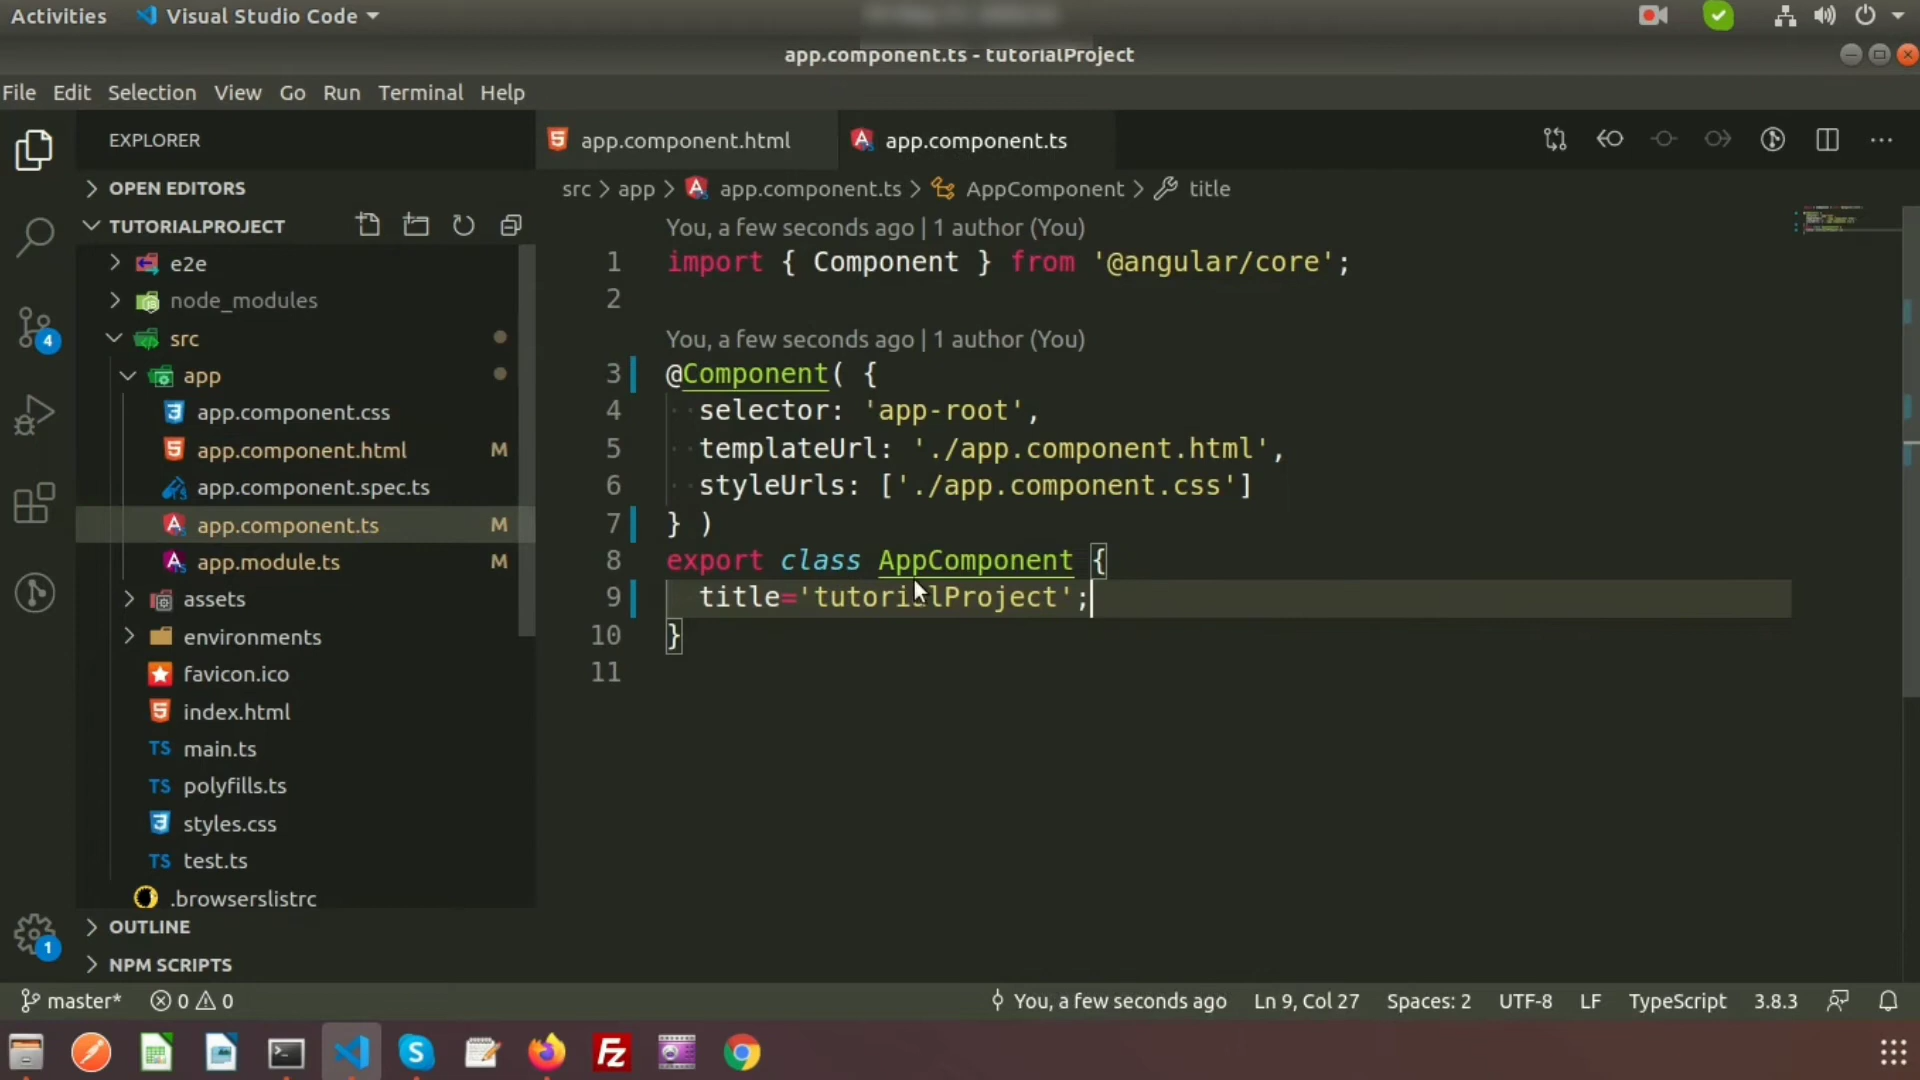 Activities Visual Studio Code
app.component.ts - tutorialProject
File Edit Selection View Go Run Terminal Help
EXPLORER
OPEN EDITORS
TUTORIALPROJECT
e2e
node_modules
src
app
app.component.css
app.component.html M
app.component.spec.ts
app.component.ts M
app.module.ts M
assets
environments
favicon.ico
index.html
TS main.ts
TS polyfills.ts
styles.css
TS test.ts
.browserslistrc
OUTLINE
NPM SCRIPTS
4
1
app.component.html app.component.ts
src > app > app.component.ts > AppComponent > title
You, a few seconds ago | 1 author (You)
1 import { Component } from '@angular/core';
2
You, a few seconds ago | 1 author (You)
3 @Component( {
4 selector: 'app-root',
5 templateUrl: './app.component.html',
6 styleUrls: ['./app.component.css']
7 } )
8 export class AppComponent {
9 title='tutorialProject';
10 }
11
master* 0 0 You, a few seconds ago Ln 9, Col 27 Spaces: 2 UTF-8 LF TypeScript 3.8.3